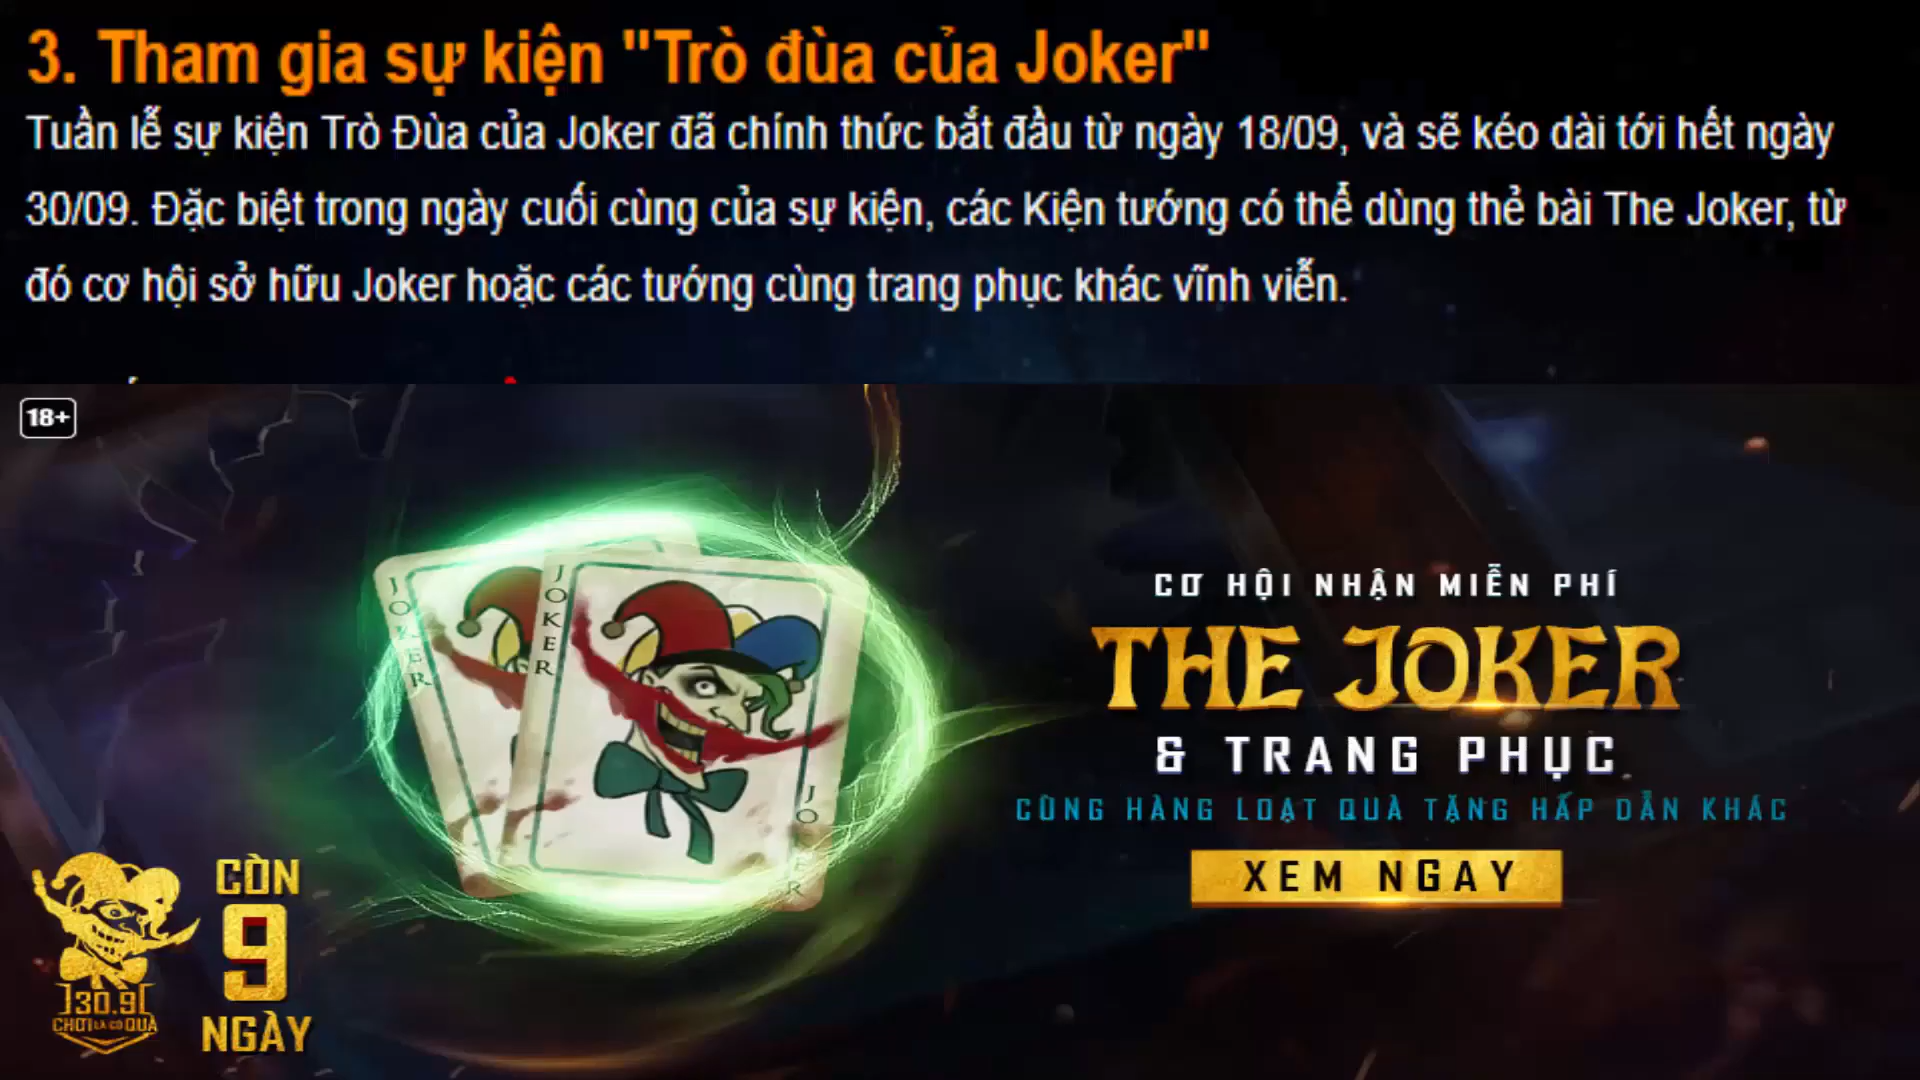 3. Tham gia sự kiện "Trò đùa của Joker"
Tuần lễ sự kiện Trò Đùa của Joker đã chính thức bắt đầu từ ngày 18/09, và sẽ kéo dài tới hết ngày
30/09. Đặc biệt trong ngày cuối cùng của sự kiện, các Kiện tướng có thể dùng thẻ bài The Joker, từ
đó cơ hội sở hữu Joker hoặc các tướng cùng trang phục khác vĩnh viễn.
18+
JOKER
JOKER
JOKER
CƠ HỘI NHẬN MIỄN PHÍ
THE JOKER
& TRANG PHỤC
CÙNG HÀNG LOẠT QUÀ TẶNG HẤP DẪN KHÁC
XEM NGAY
30.9
CHƠI LÀ CÓ QUÀ
CÒN
9
NGÀY